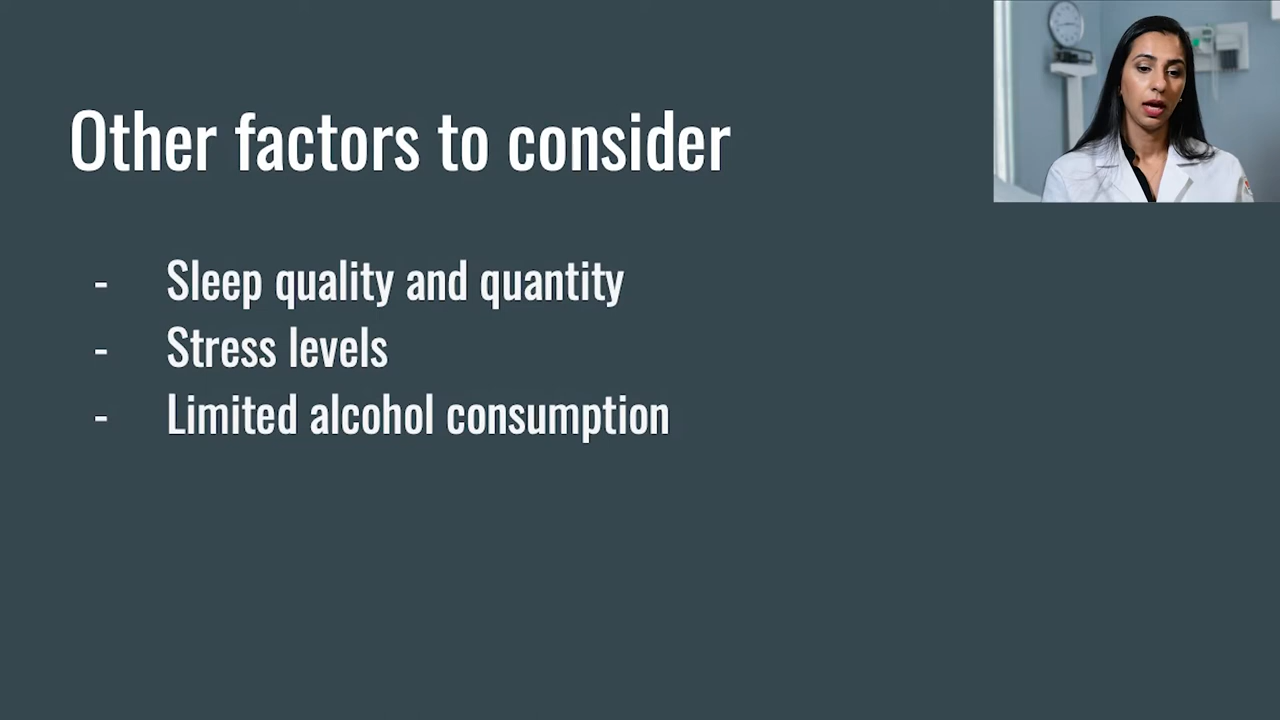 Other factors to consider
- Sleep quality and quantity
- Stress levels
- Limited alcohol consumption